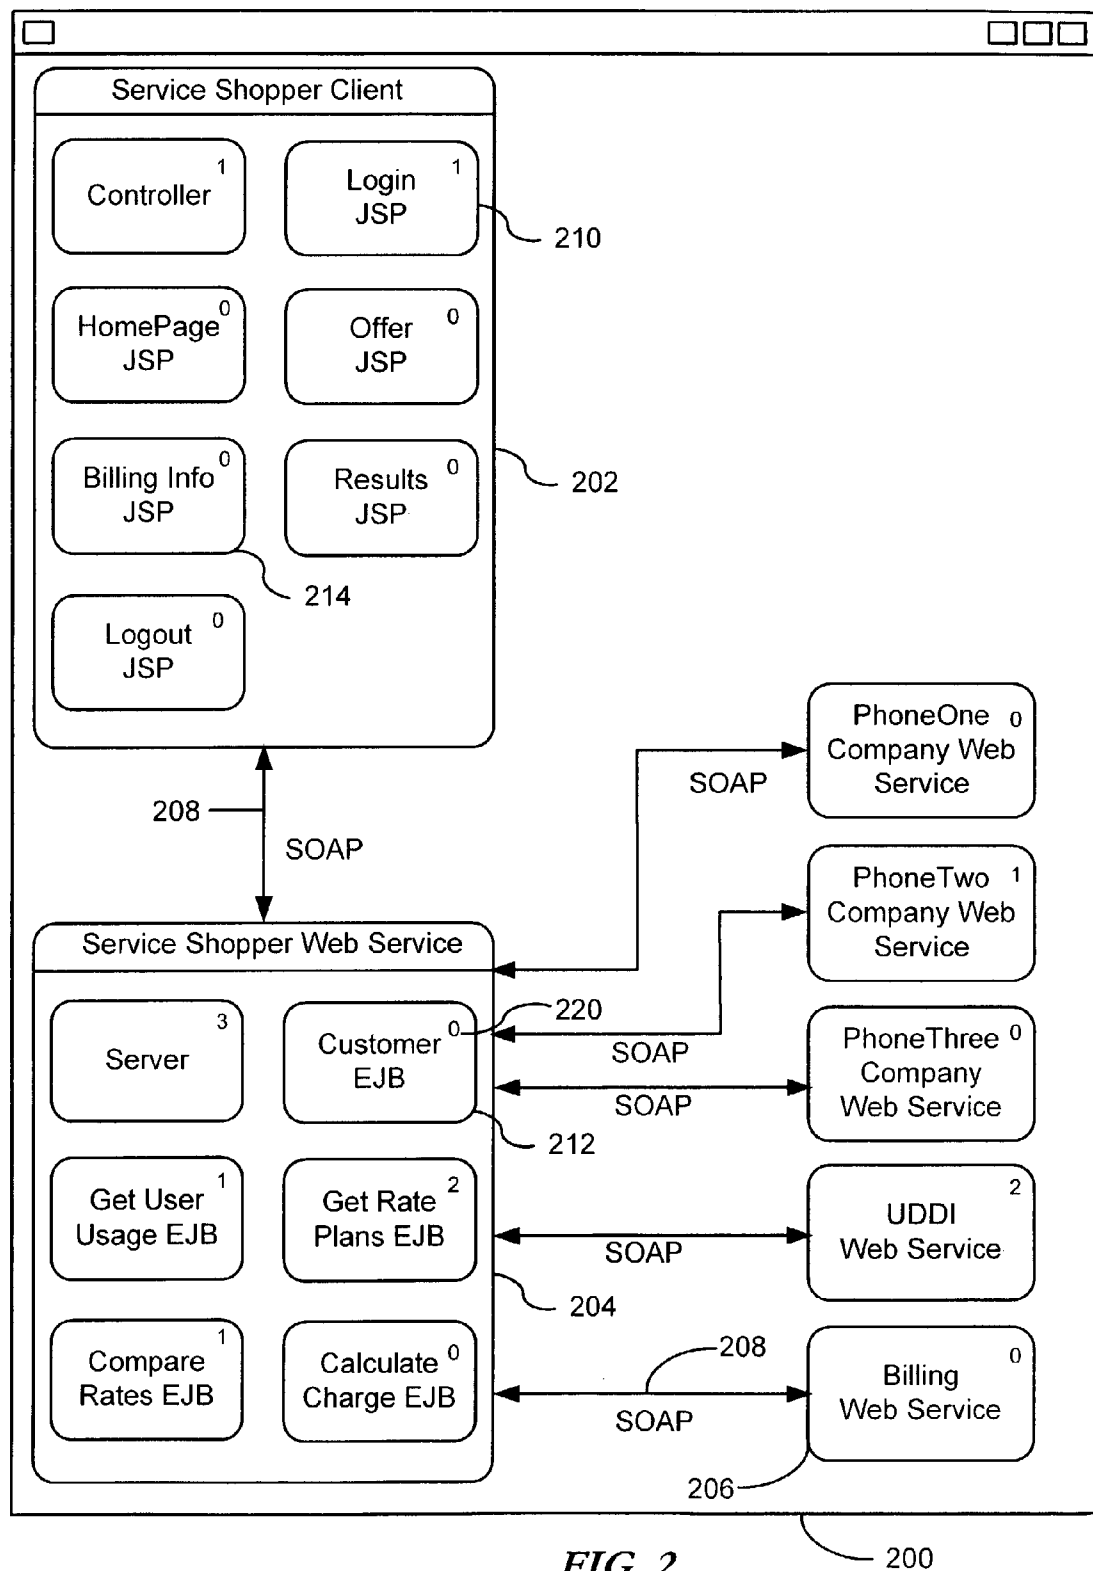 Service Shopper Client
Controller
1
Login
JSP
1
210
HomePage
JSP
0
Offer
JSP
0
Billing Info
JSP
0
Results
JSP
0
202
214
Logout
JSP
0
PhoneOne
Company Web
Service
0
SOAP
208
SOAP
PhoneTwo
Company Web
Service
1
Service Shopper Web Service
Server
3
Customer
EJB
0
220
SOAP
PhoneThree
Company
Web Service
0
SOAP
212
Get User
Usage EJB
1
Get Rate
Plans EJB
2
SOAP
UDDI
Web Service
2
204
Compare
Rates EJB
1
Calculate
Charge EJB
0
208
SOAP
Billing
Web Service
0
206
200
FIG. 2